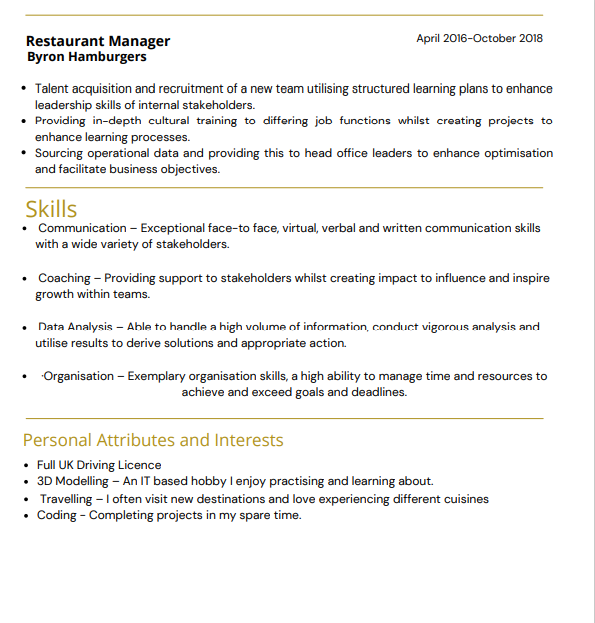 Restaurant Manager
April 2016-October 2018
Byron Hamburgers
• Talent acquisition and recruitment of a new team utilising structured learning plans to enhance
leadership skills of internal stakeholders.
• Providing in-depth cultural training to differing job functions whilst creating projects to
enhance learning processes.
• Sourcing operational data and providing this to head office leaders to enhance optimisation
and facilitate business objectives.
Skills
• Communication – Exceptional face-to face, virtual, verbal and written communication skills
with a wide variety of stakeholders.
• Coaching – Providing support to stakeholders whilst creating impact to influence and inspire
growth within teams.
• Data Analysis – Able to handle a high volume of information, conduct vigorous analysis and
utilise results to derive solutions and appropriate action.
• ·Organisation – Exemplary organisation skills, a high ability to manage time and resources to
achieve and exceed goals and deadlines.
Personal Attributes and Interests
• Full UK Driving Licence
• 3D Modelling – An IT based hobby I enjoy practising and learning about.
• Travelling – I often visit new destinations and love experiencing different cuisines
• Coding - Completing projects in my spare time.